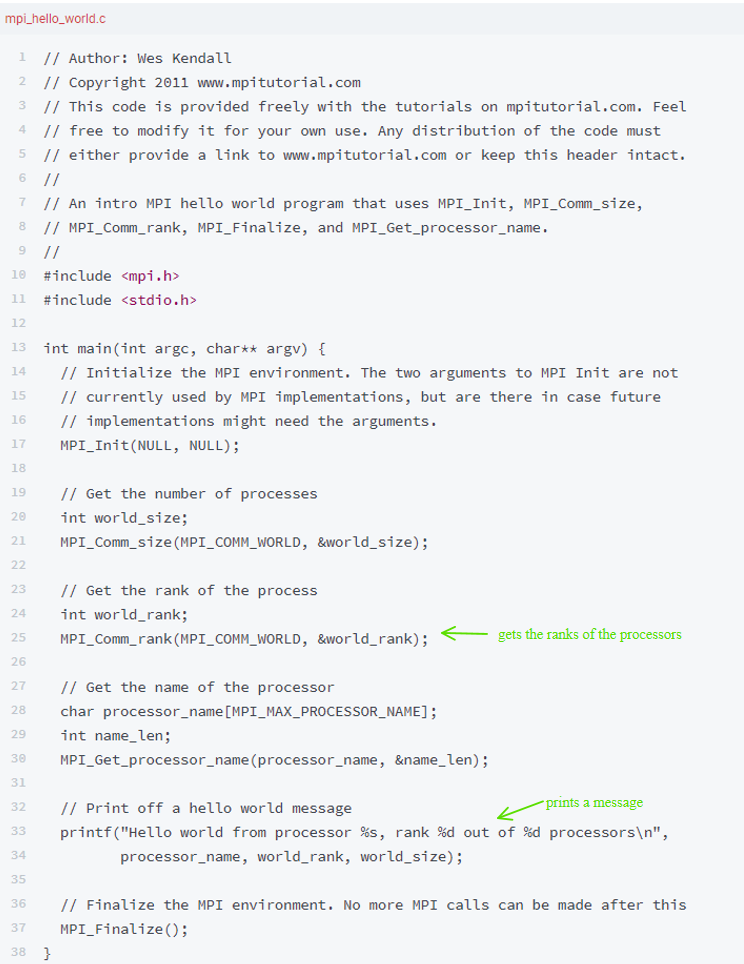 mpi_hello_world.c
1 // Author: Wes Kendall
2 // Copyright 2011 www.mpitutorial.com
3 // This code is provided freely with the tutorials on mpitutorial.com. Feel
4 // free to modify it for your own use. Any distribution of the code must
5 // either provide a link to www.mpitutorial.com or keep this header intact.
6 //
7 // An intro MPI hello world program that uses MPI_Init, MPI_Comm_size,
8 // MPI_Comm_rank, MPI_Finalize, and MPI_Get_processor_name.
9 //
10 #include <mpi.h>
11 #include <stdio.h>
12
13 int main(int argc, char** argv) {
14   // Initialize the MPI environment. The two arguments to MPI Init are not
15   // currently used by MPI implementations, but are there in case future
16   // implementations might need the arguments.
17   MPI_Init(NULL, NULL);
18
19   // Get the number of processes
20   int world_size;
21   MPI_Comm_size(MPI_COMM_WORLD, &world_size);
22
23   // Get the rank of the process
24   int world_rank;
25   MPI_Comm_rank(MPI_COMM_WORLD, &world_rank); gets the ranks of the processors
26
27   // Get the name of the processor
28   char processor_name[MPI_MAX_PROCESSOR_NAME];
29   int name_len;
30   MPI_Get_processor_name(processor_name, &name_len);
31
32   // Print off a hello world message prints a message
33   printf("Hello world from processor %s, rank %d out of %d processors\n",
34          processor_name, world_rank, world_size);
35
36   // Finalize the MPI environment. No more MPI calls can be made after this
37   MPI_Finalize();
38 }